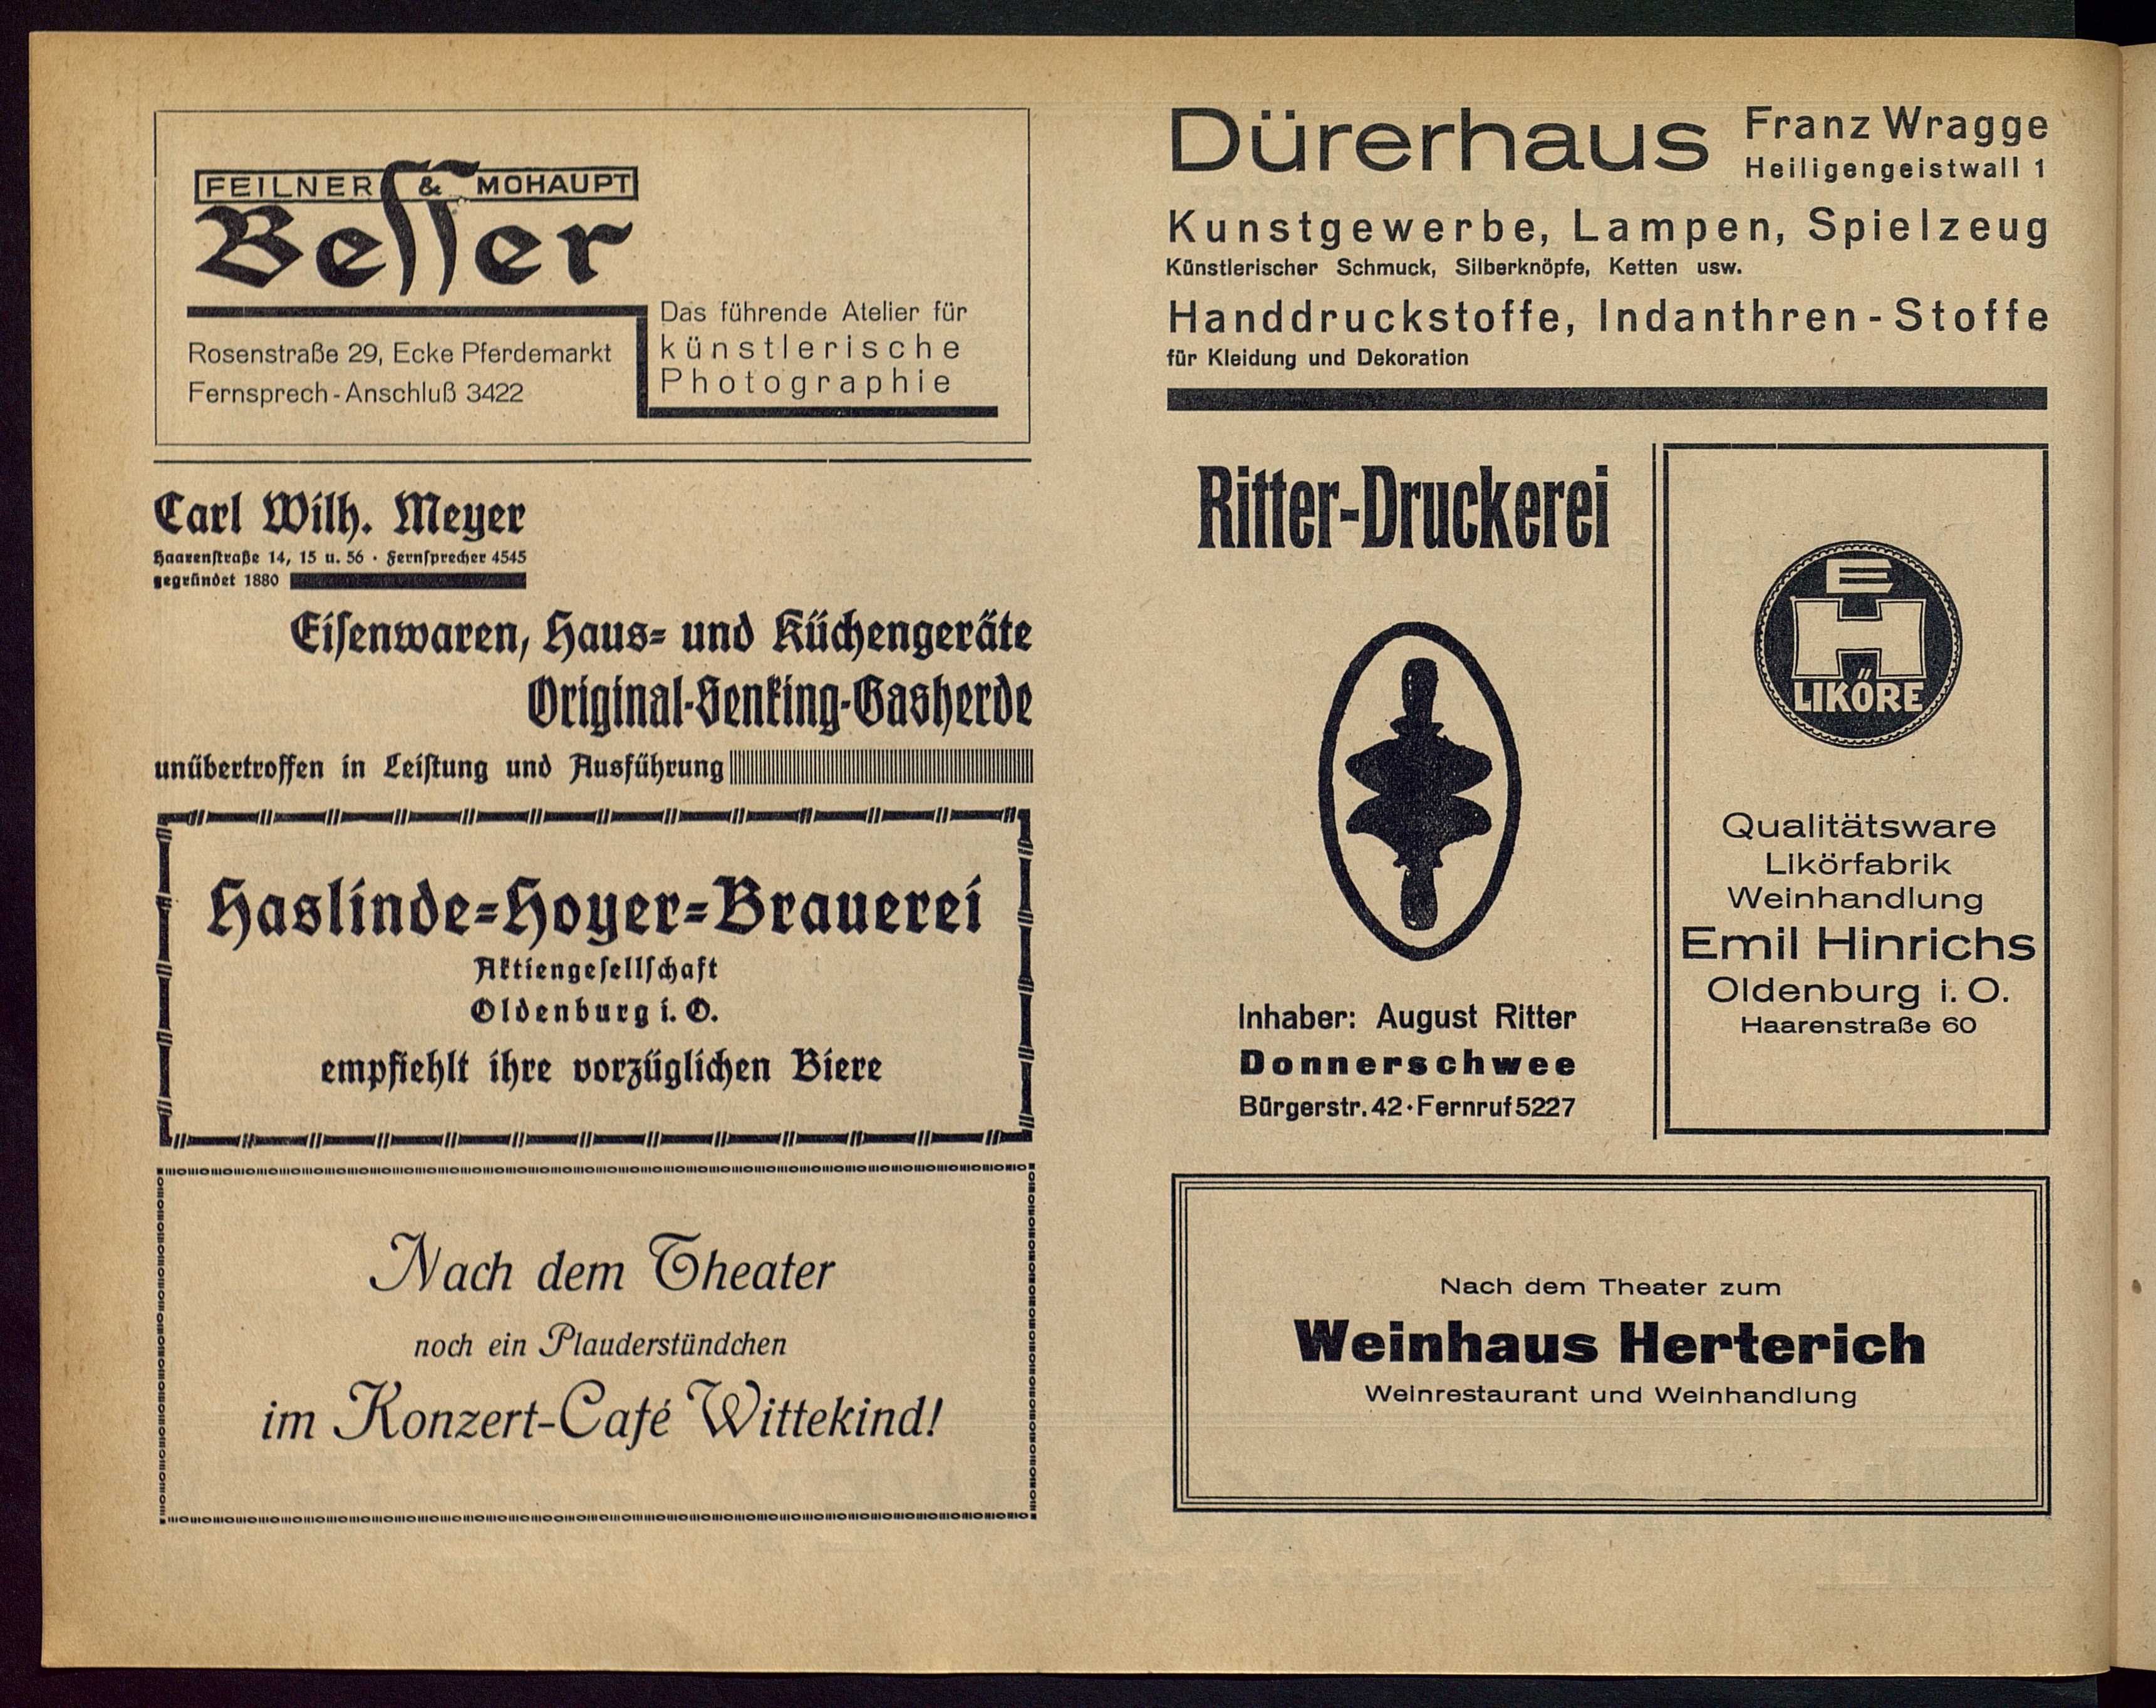 FEILNER & MOHAUPT
Beſſer
Rosenstraße 29, Ecke Pferdemarkt
Fernsprech-Anschluß 3422
Das führende Atelier für
künstlerische
Photographie
Carl Wilh. Meyer
Haarenſtraße 14, 15 u. 56 · Fernſprecher 4545
gegründet 1880
Eiſenwaren, Haus- und Küchengeräte
Original-Senking-Gasherde
unübertroffen in Leiſtung und Ausführung
Haslinde-Hoyer-Brauerei
Aktiengeſellſchaft
Oldenburg i. O.
empfiehlt ihre vorzüglichen Biere
Nach dem Theater
noch ein Plauderstündchen
im Konzert-Café Wittekind!
Dürerhaus
Franz Wragge
Heiligengeistwall 1
Kunstgewerbe, Lampen, Spielzeug
Künstlerischer Schmuck, Silberknöpfe, Ketten usw.
Handdruckstoffe, Indanthren-Stoffe
für Kleidung und Dekoration
Ritter-Druckerei
Inhaber: August Ritter
Donnerschwee
Bürgerstr. 42 · Fernruf 5227
E
H
LIKÖRE
Qualitätsware
Likörfabrik
Weinhandlung
Emil Hinrichs
Oldenburg i. O.
Haarenstraße 60
Nach dem Theater zum
Weinhaus Herterich
Weinrestaurant und Weinhandlung